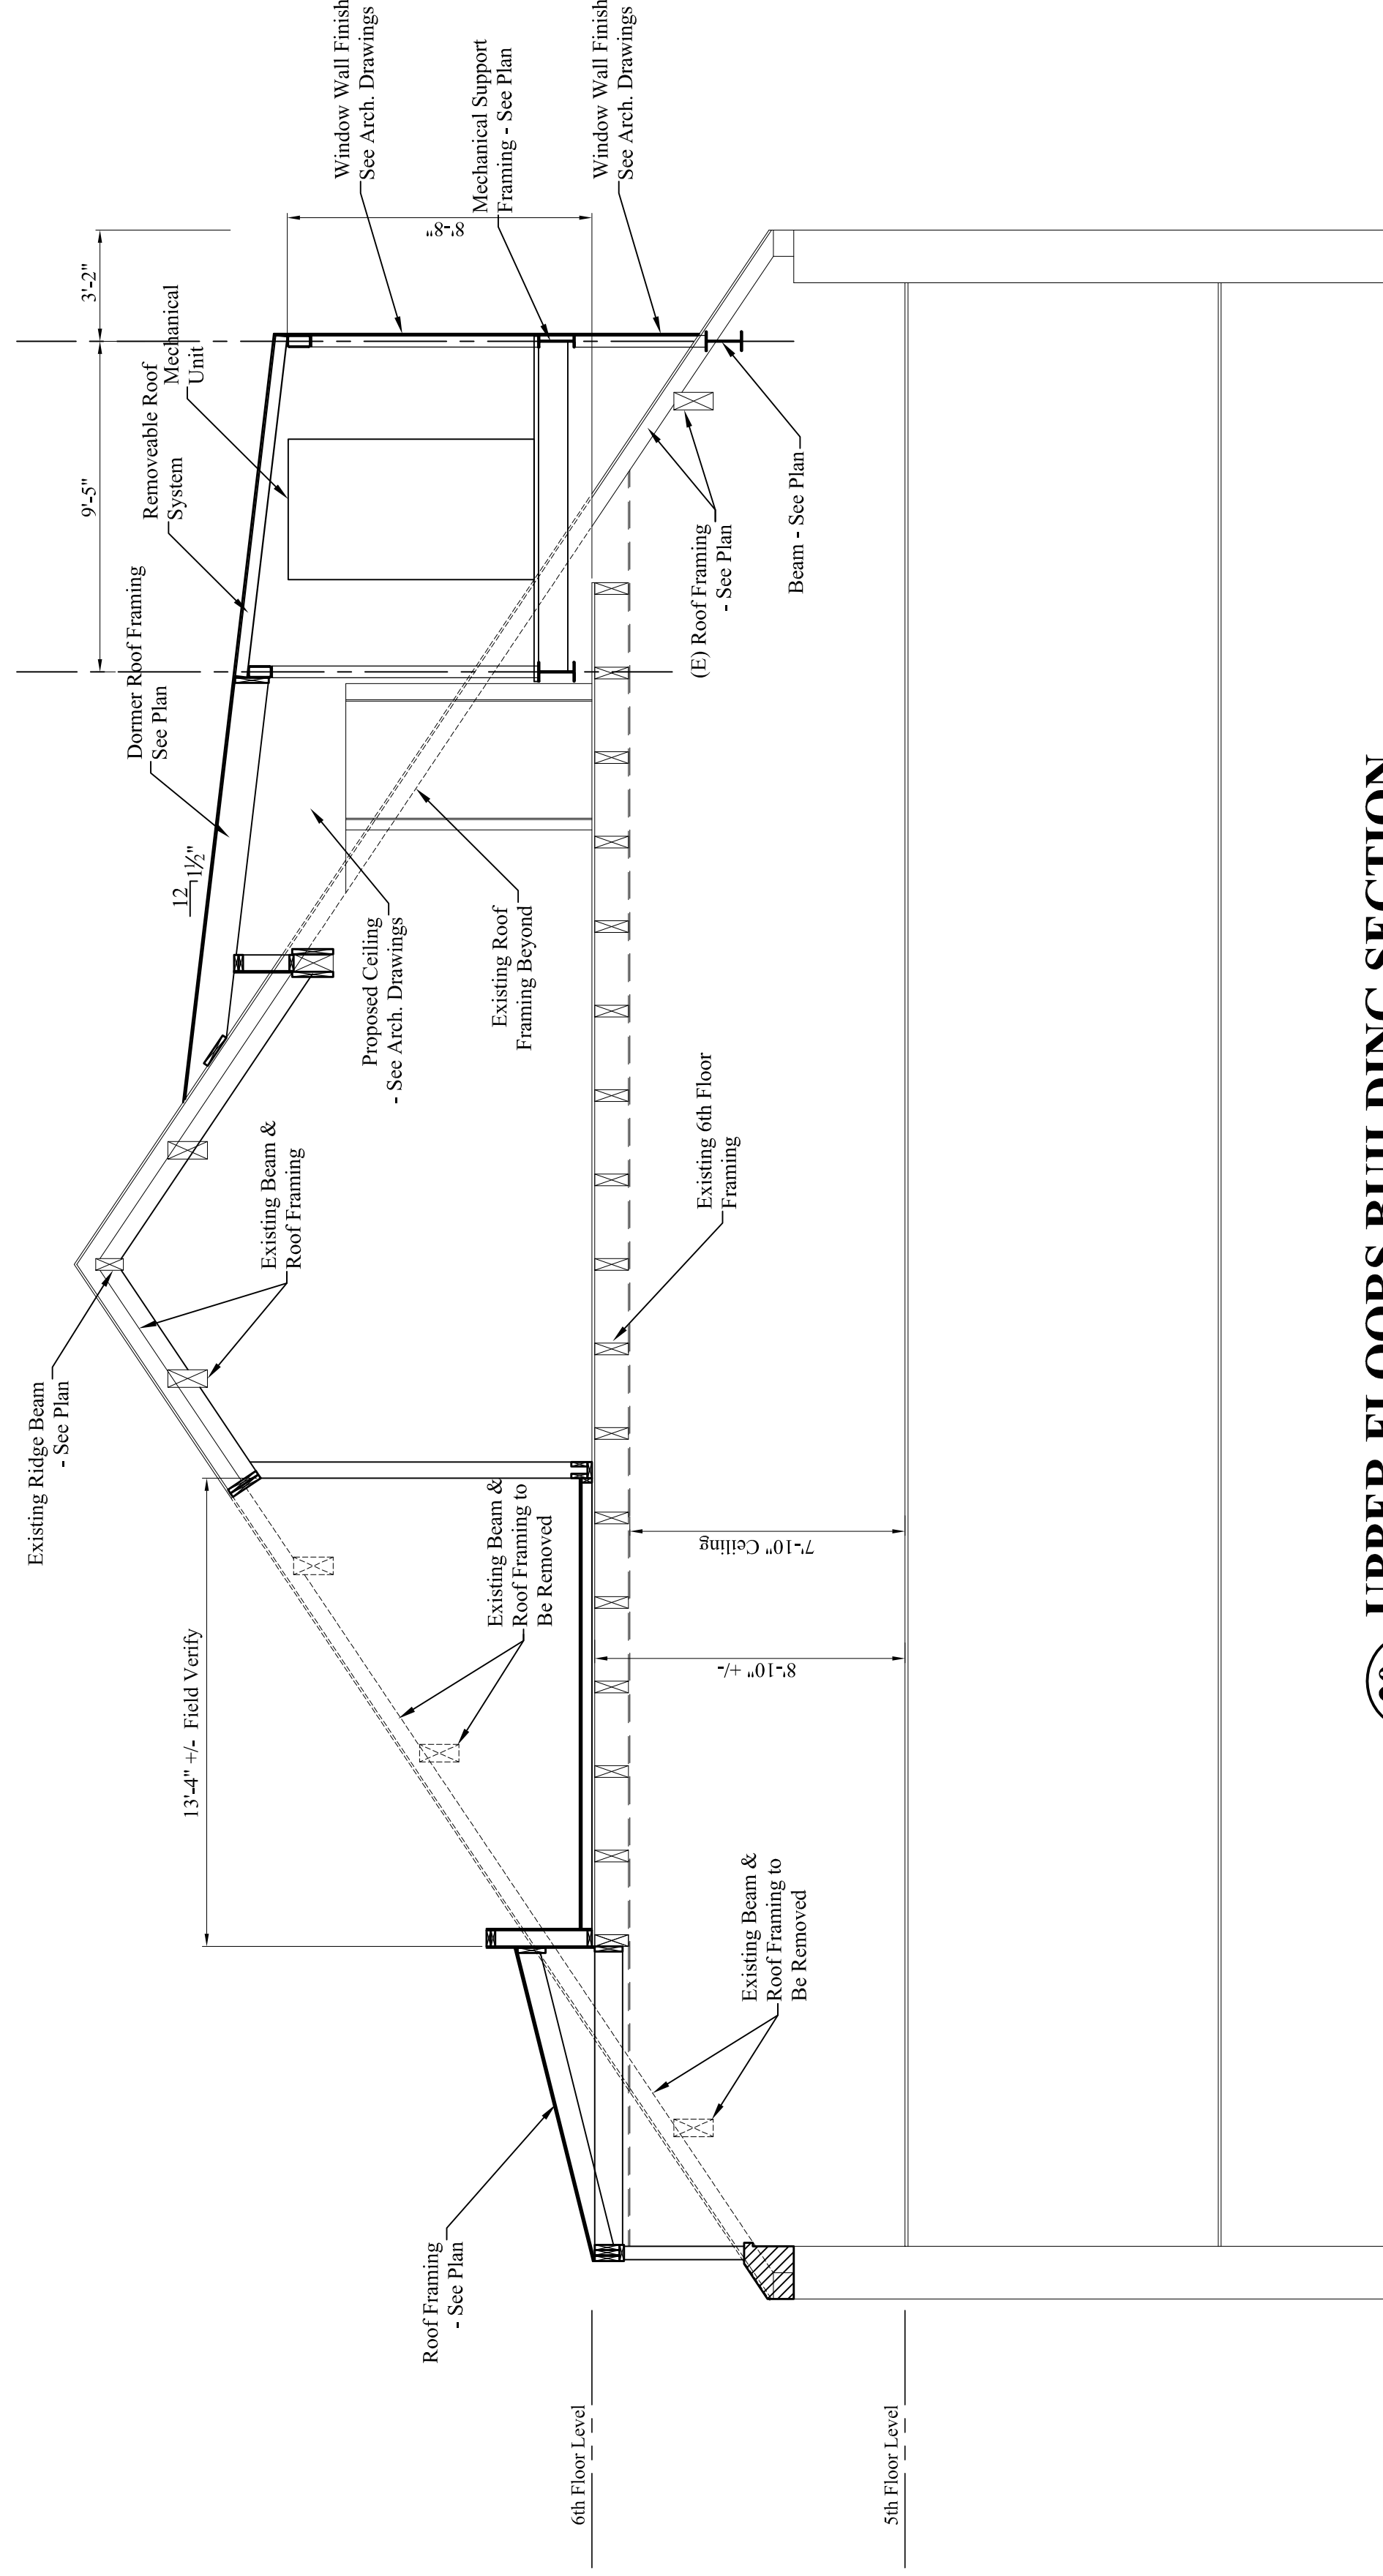 Existing Ridge Beam
- See Plan
13'-4" +/-  Field Verify
Existing Beam &
Roof Framing
12
1½"
Dormer Roof Framing
See Plan
Removeable Roof
System
Mechanical
Unit
9'-5"
3'-2"
Window Wall Finish
See Arch. Drawings
8'-8"
Mechanical Support
Framing - See Plan
Window Wall Finish
See Arch. Drawings
Roof Framing
- See Plan
Existing Beam &
Roof Framing to
Be Removed
Proposed Ceiling
- See Arch. Drawings
Existing Roof
Framing Beyond
6th Floor Level
Existing Beam &
Roof Framing to
Be Removed
8'-10" +/-
7'-10" Ceiling
Existing 6th Floor
Framing
(E) Roof Framing
- See Plan
Beam - See Plan
5th Floor Level
UPPER FLOORS BUILDING SECTION